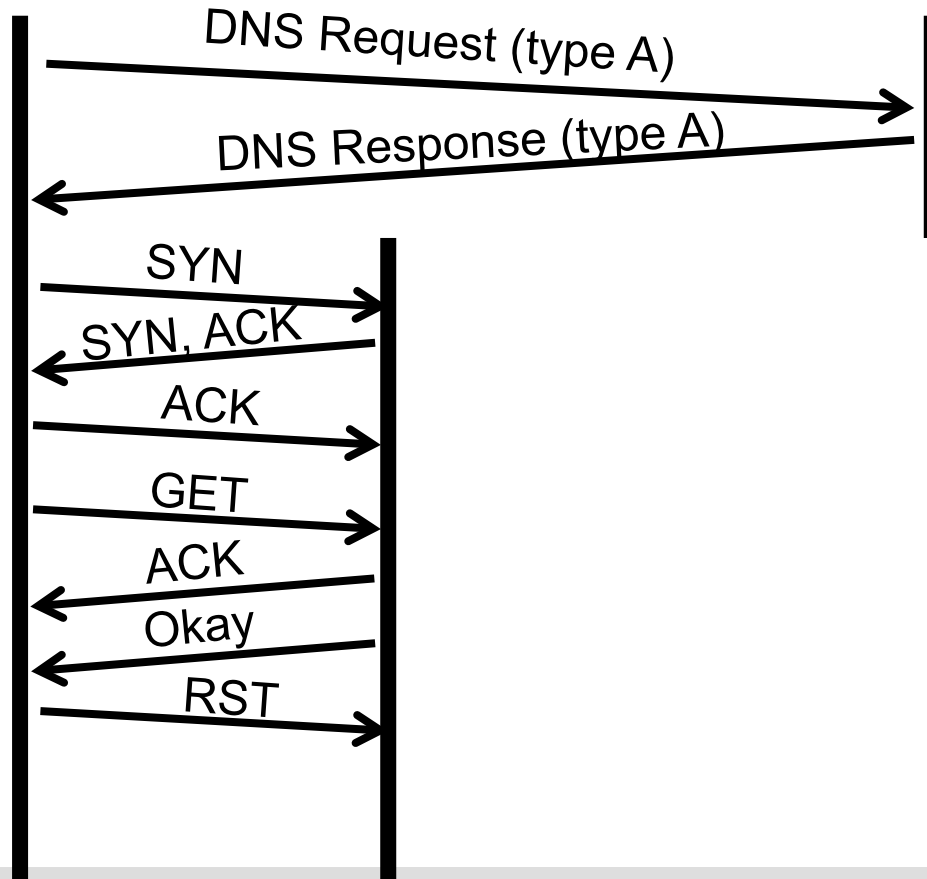 DNS Request (type A)
DNS Response (type A)
SYN
SYN, ACK
ACK
GET
ACK
Okay
RST